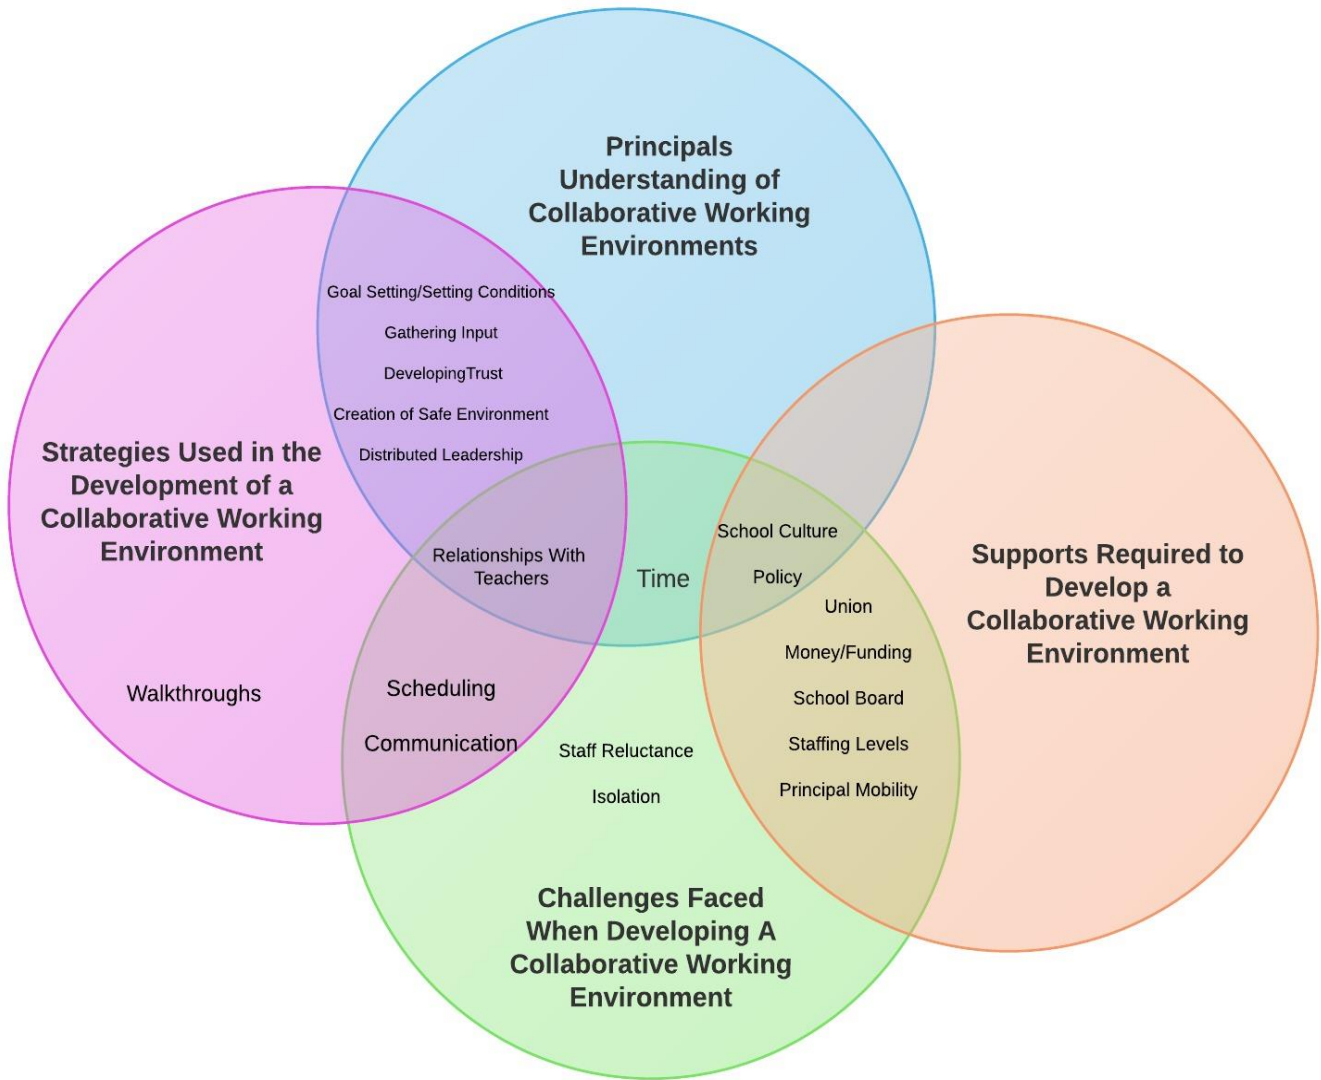 Principals
Understanding of
Collaborative Working
Environments
Goal Setting/Setting Conditions
Gathering Input
DevelopingTrust
Creation of Safe Environment
Distributed Leadership
Strategies Used in the
Development of a
Collaborative Working
Environment
Relationships With
Teachers
Time
School Culture
Policy
Union
Money/Funding
School Board
Staffing Levels
Principal Mobility
Supports Required to
Develop a
Collaborative Working
Environment
Walkthroughs
Scheduling
Communication
Staff Reluctance
Isolation
Challenges Faced
When Developing A
Collaborative Working
Environment